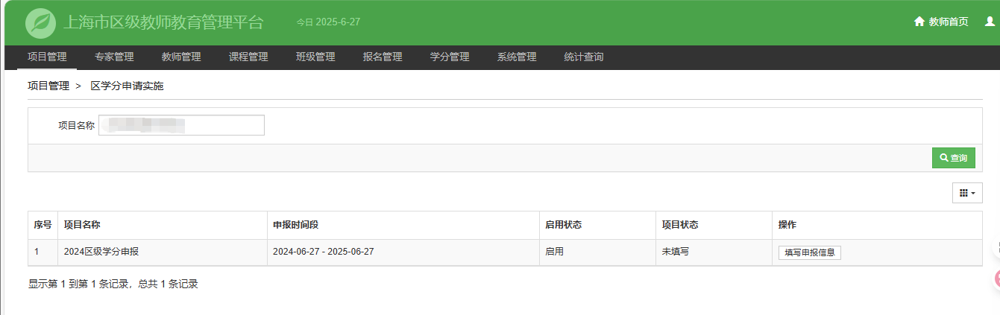 上海市区级教师教育管理平台 今日 2025-6-27 教师首页
项目管理 专家管理 教师管理 课程管理 班级管理 报名管理 学分管理 系统管理 统计查询
项目管理 > 区学分申请实施
项目名称
查询
序号 项目名称 申报时间段 启用状态 项目状态 操作
1 2024区级学分申报 2024-06-27 - 2025-06-27 启用 未填写 填写申报信息
显示第 1 到第 1 条记录，总共 1 条记录